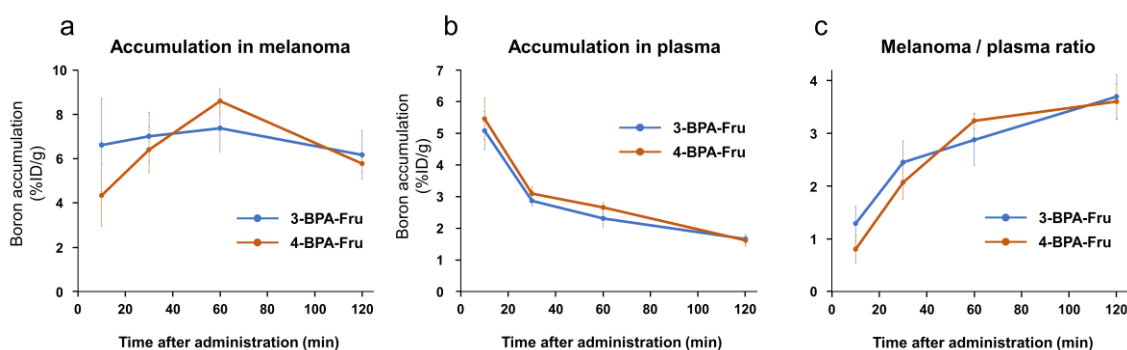 a
Accumulation in melanoma
Boron accumulation
(%ID/g)
10
8
6
4
2
0
3-BPA-Fru
4-BPA-Fru
0 20 40 60 80 100 120
Time after administration (min)
b
Accumulation in plasma
Boron accumulation
(%ID/g)
7
6
5
4
3
2
1
0
3-BPA-Fru
4-BPA-Fru
0 20 40 60 80 100 120
Time after administration (min)
c
Melanoma / plasma ratio
4
3
2
1
0
3-BPA-Fru
4-BPA-Fru
0 20 40 60 80 100 120
Time after administration (min)